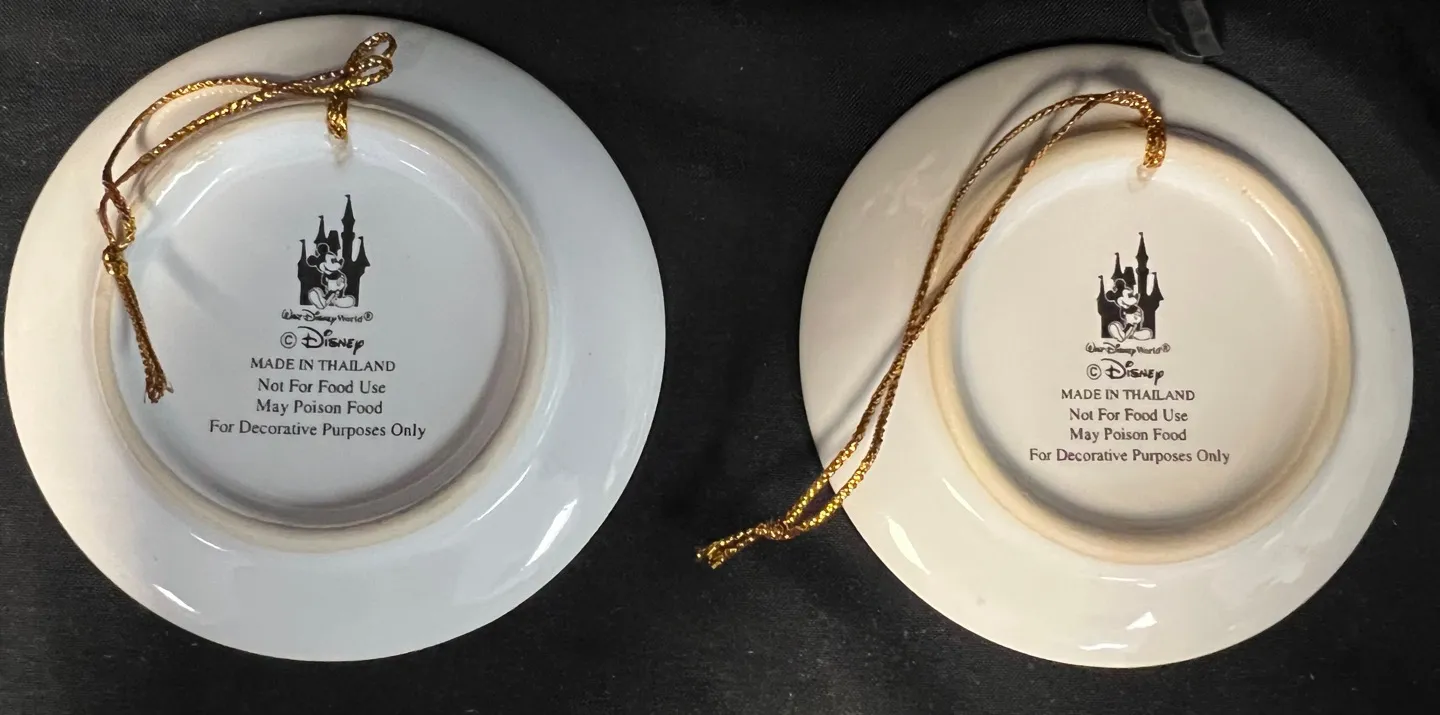 Walt Disney World®
© Disney
MADE IN THAILAND
Not For Food Use
May Poison Food
For Decorative Purposes Only
Walt Disney World®
© Disney
MADE IN THAILAND
Not For Food Use
May Poison Food
For Decorative Purposes Only